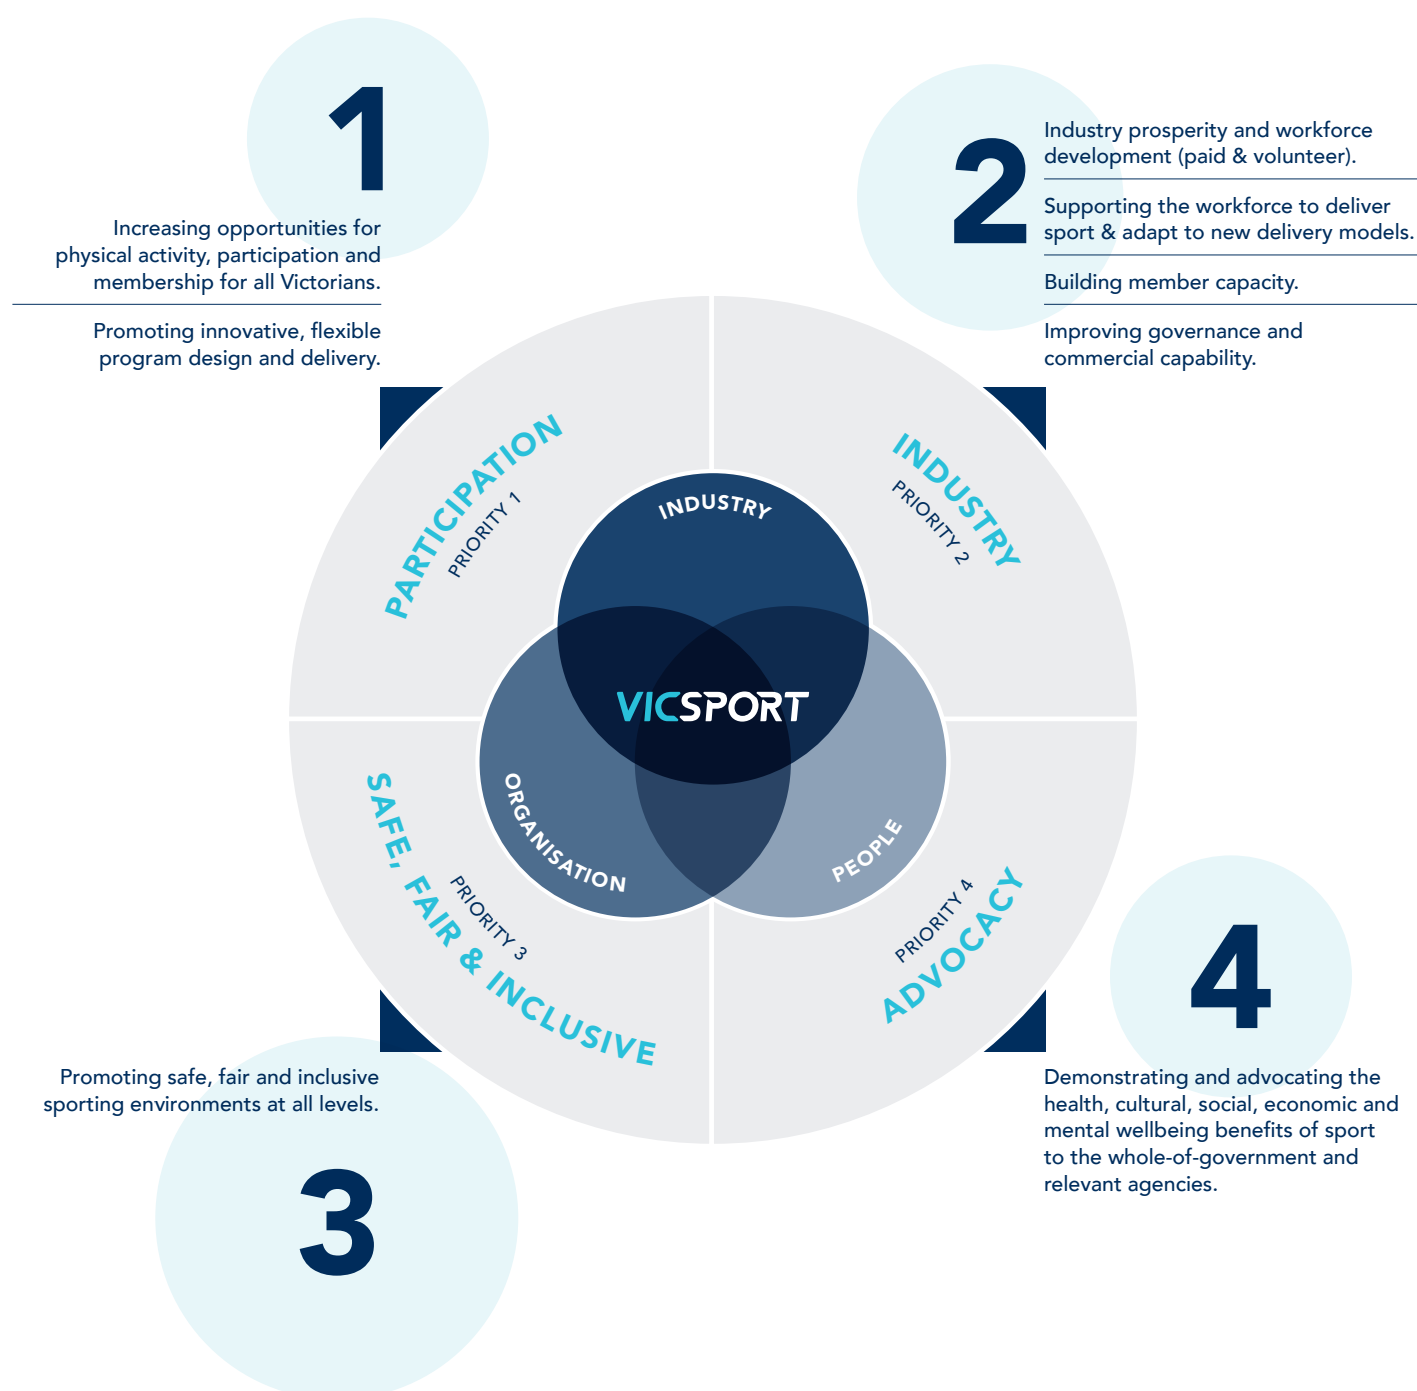 1
Increasing opportunities for
physical activity, participation and
membership for all Victorians.
Promoting innovative, flexible
program design and delivery.
2
Industry prosperity and workforce
development (paid & volunteer).
Supporting the workforce to deliver
sport & adapt to new delivery models.
Building member capacity.
Improving governance and
commercial capability.
PARTICIPATION
PRIORITY 1
INDUSTRY
PRIORITY 2
INDUSTRY
VICSPORT
ORGANISATION
PEOPLE
SAFE, FAIR & INCLUSIVE
PRIORITY 3
PRIORITY 4
ADVOCACY
Promoting safe, fair and inclusive
sporting environments at all levels.
3
4
Demonstrating and advocating the
health, cultural, social, economic and
mental wellbeing benefits of sport
to the whole-of-government and
relevant agencies.